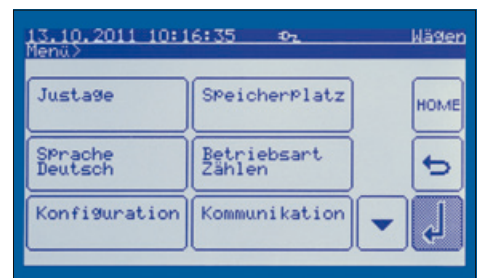 13.10.2011 10:16:35 Wägen
Menü>
Justage
Speicherplatz
HOME
Sprache
Deutsch
Betriebsart
Zählen
Konfiguration
Kommunikation